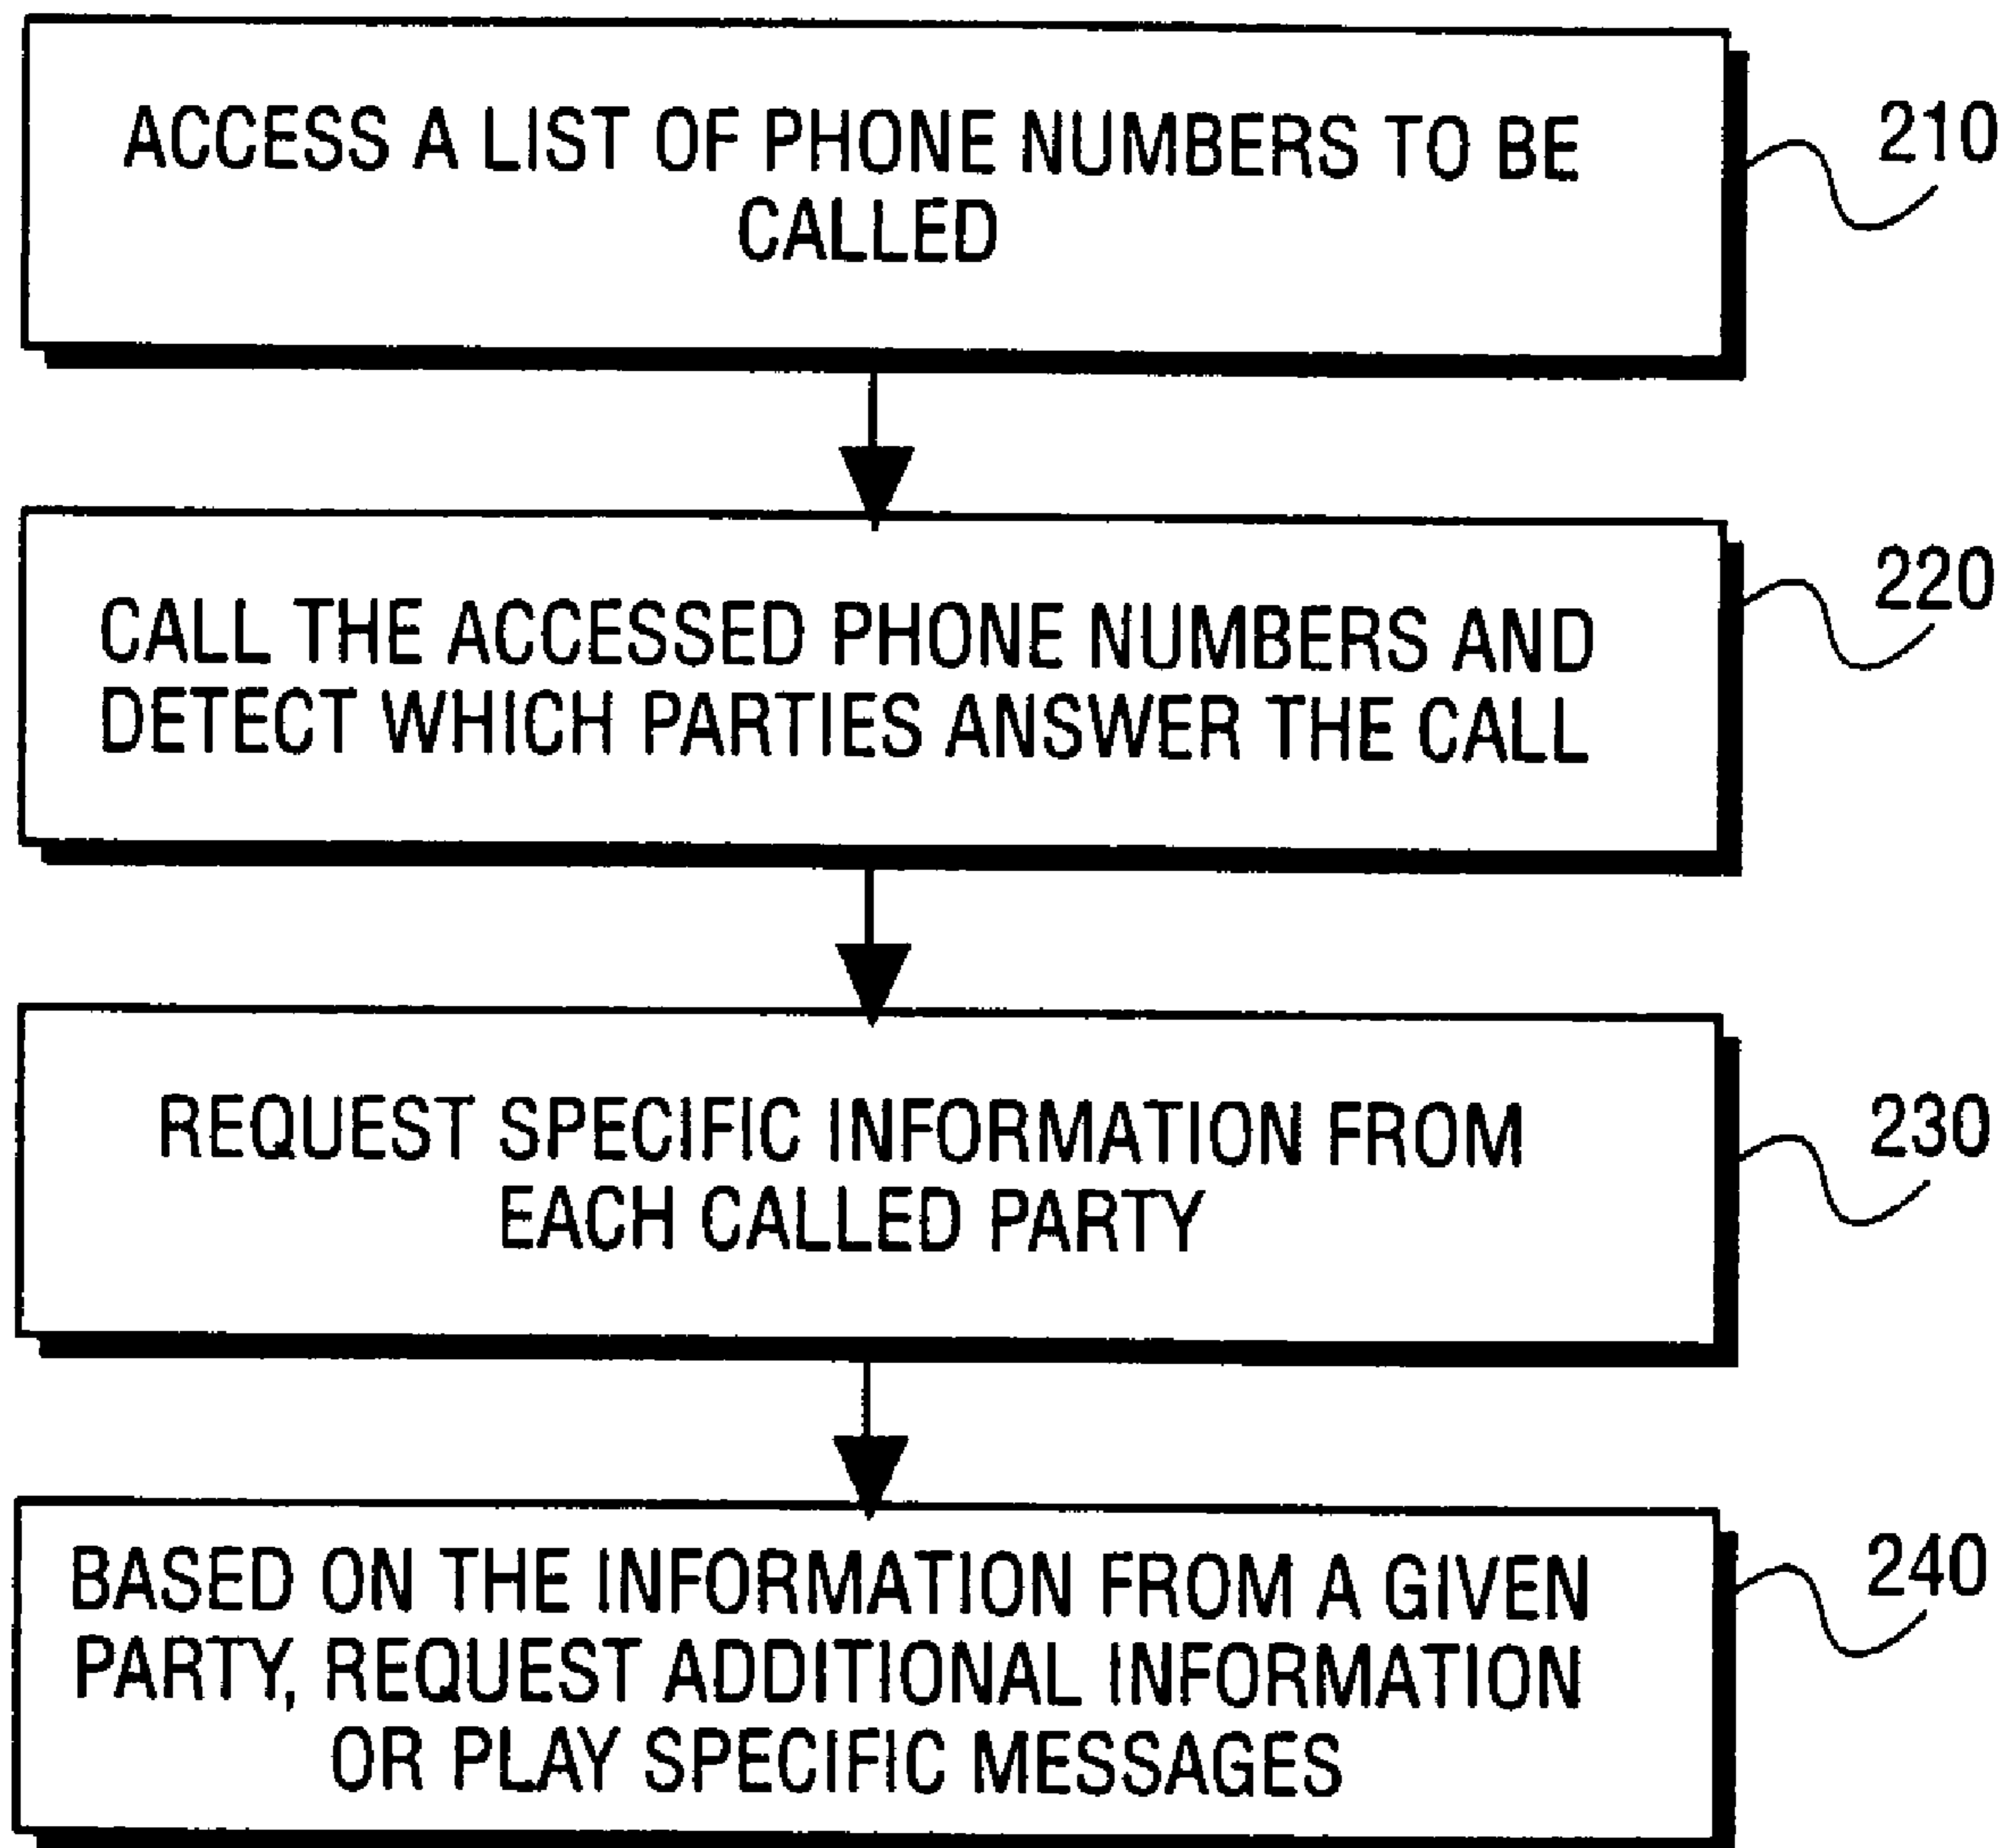 ACCESS A LIST OF PHONE NUMBERS TO BE
CALLED
210
CALL THE ACCESSED PHONE NUMBERS AND
DETECT WHICH PARTIES ANSWER THE CALL
220
REQUEST SPECIFIC INFORMATION FROM
EACH CALLED PARTY
230
BASED ON THE INFORMATION FROM A GIVEN
PARTY, REQUEST ADDITIONAL INFORMATION
OR PLAY SPECIFIC MESSAGES
240